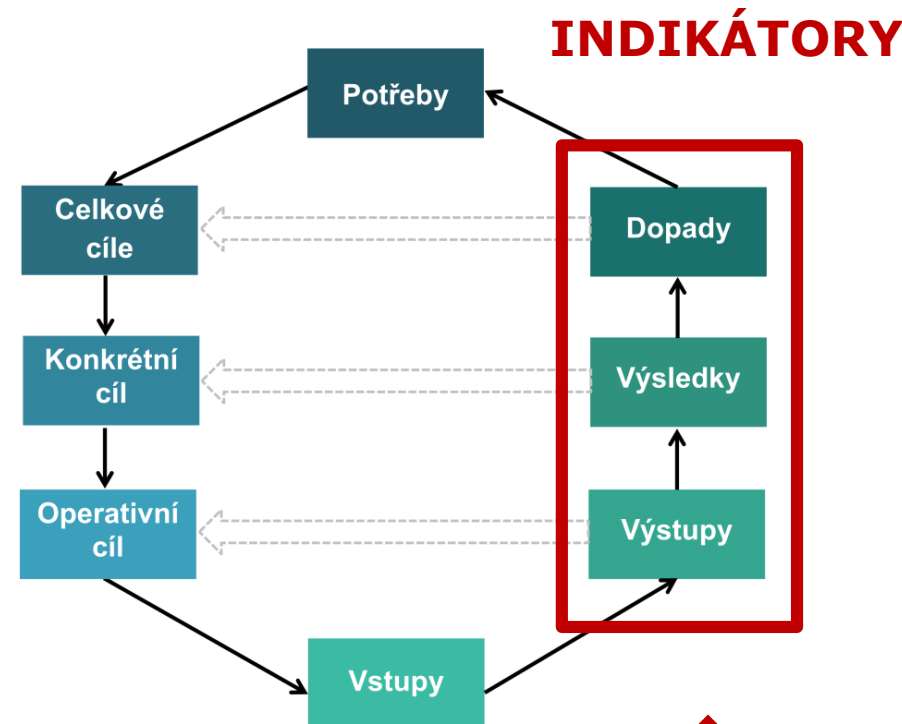 INDIKÁTORY
Potřeby
Celkové
cíle
Dopady
Konkrétní
cíl
Výsledky
Operativní
cíl
Výstupy
Vstupy